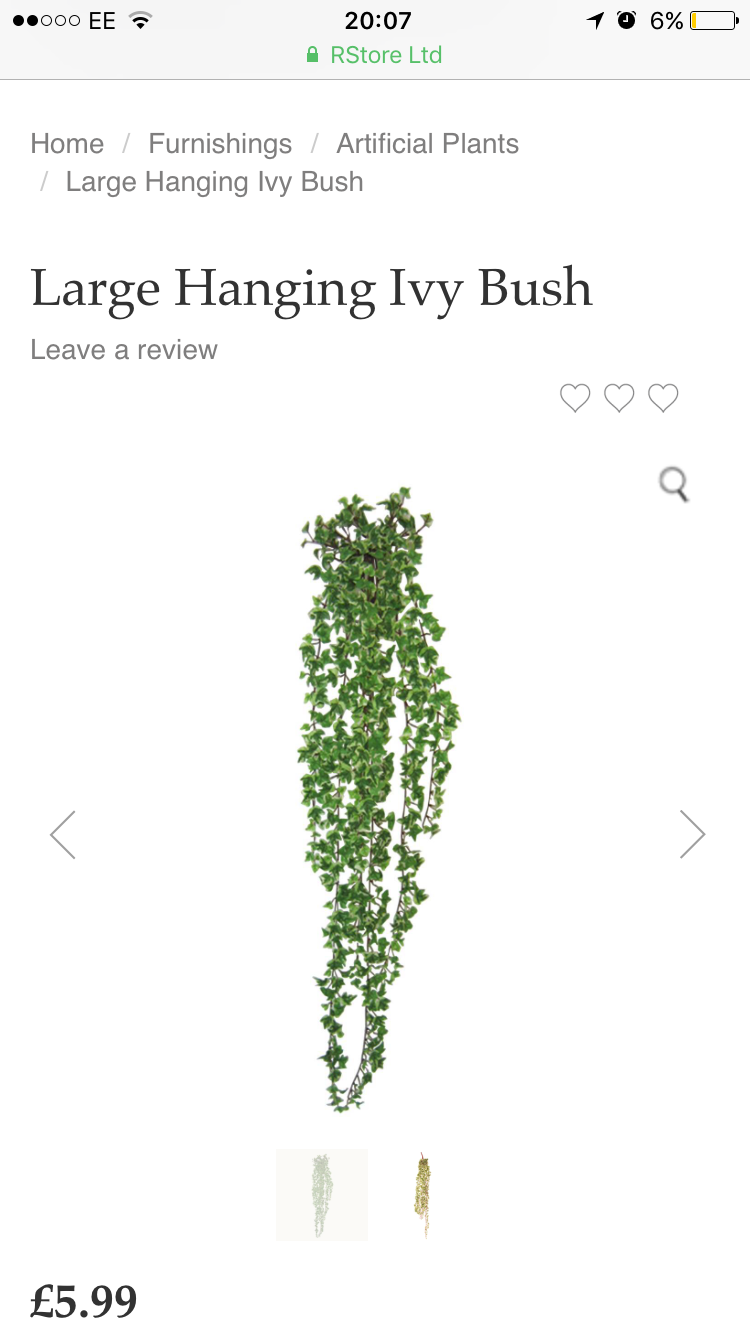 EE 20:07 6%
RStore Ltd
Home / Furnishings / Artificial Plants
/ Large Hanging Ivy Bush
Large Hanging Ivy Bush
Leave a review
£5.99